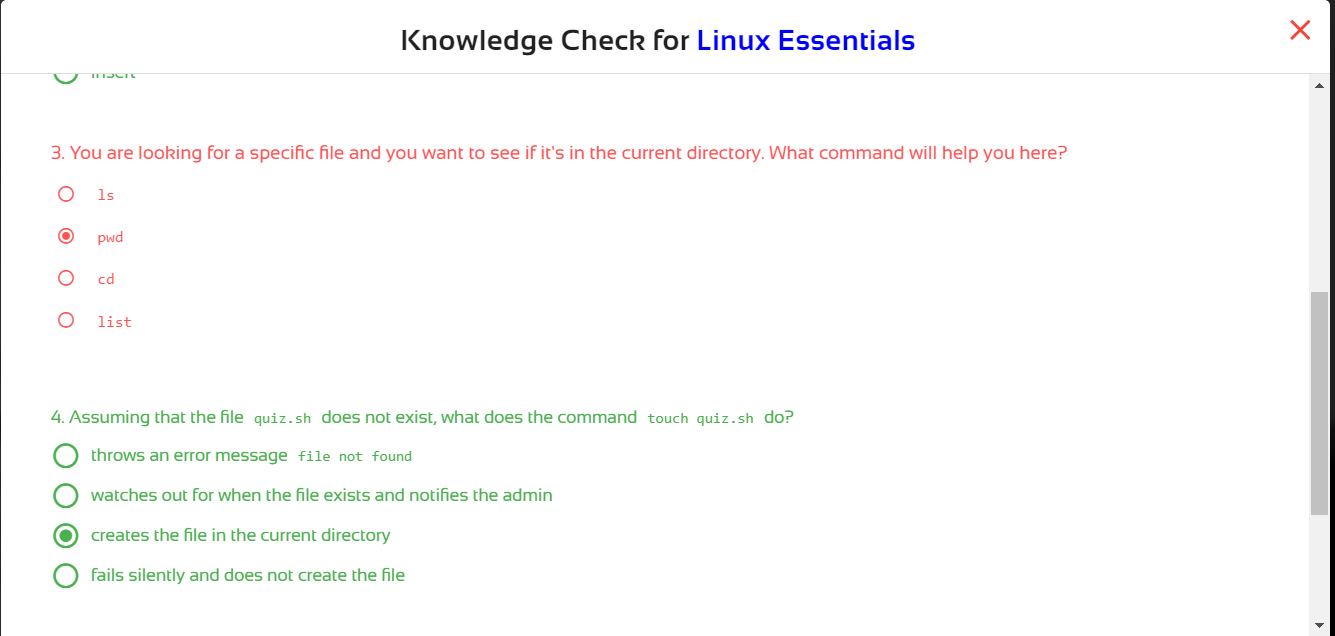 Knowledge Check for Linux Essentials
insert
3. You are looking for a specific file and you want to see if it's in the current directory. What command will help you here?
ls
pwd
cd
list
4. Assuming that the file quiz.sh does not exist, what does the command touch quiz.sh do?
throws an error message file not found
watches out for when the file exists and notifies the admin
creates the file in the current directory
fails silently and does not create the file